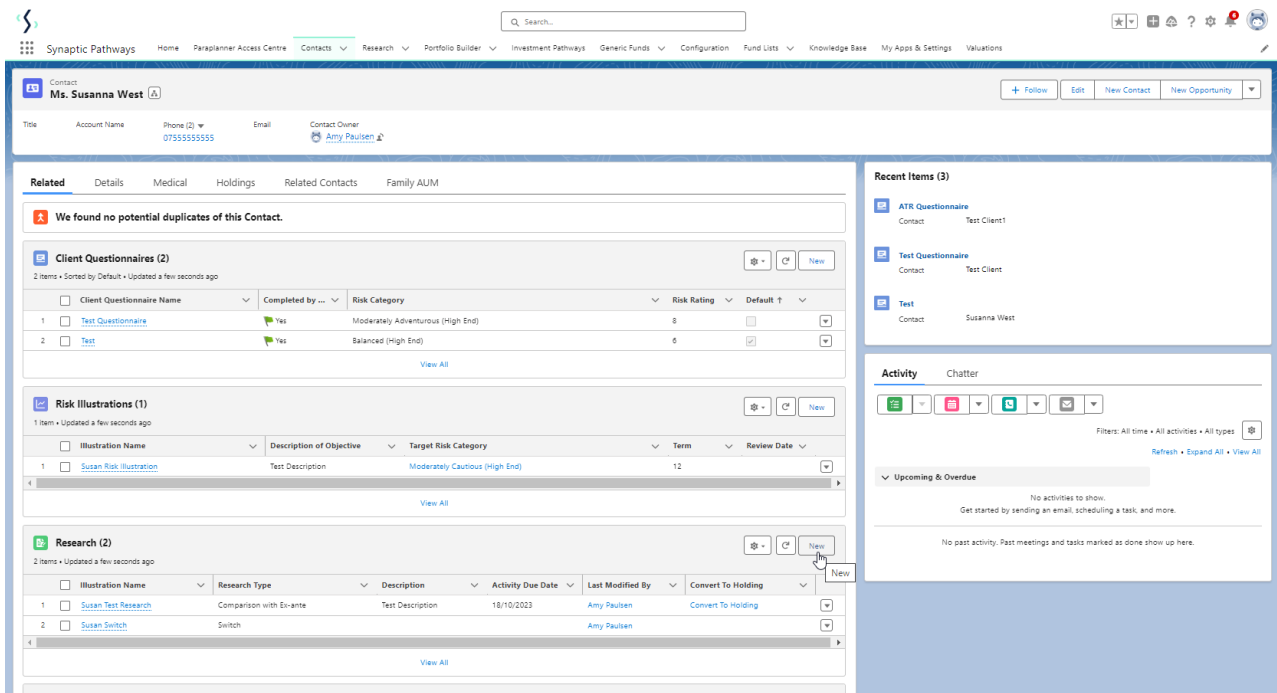 Search...
6
Synaptic Pathways Home Paraplanner Access Centre Contacts Research Portfolio Builder Investment Pathways Generic Funds Configuration Fund Lists Knowledge Base My Apps & Settings Valuations
Contact
Ms. Susanna West
+ Follow Edit New Contact New Opportunity
Title Account Name Phone (2) Email Contact Owner
07555555555 Amy Paulsen
Related Details Medical Holdings Related Contacts Family AUM
We found no potential duplicates of this Contact.
Client Questionnaires (2)
New
2 items • Sorted by Default • Updated a few seconds ago
Client Questionnaire Name Completed by ... Risk Category Risk Rating Default ↑
1 Test Questionnaire Yes Moderately Adventurous (High End) 8
2 Test Yes Balanced (High End) 6
View All
Risk Illustrations (1)
New
1 item • Updated a few seconds ago
Illustration Name Description of Objective Target Risk Category Term Review Date
1 Susan Risk Illustration Test Description Moderately Cautious (High End) 12
View All
Research (2)
New
2 items • Updated a few seconds ago
New
Illustration Name Research Type Description Activity Due Date Last Modified By Convert To Holding
1 Susan Test Research Comparison with Ex-ante Test Description 18/10/2023 Amy Paulsen Convert To Holding
2 Susan Switch Switch Amy Paulsen
View All
Recent Items (3)
ATR Questionnaire
Contact Test Client1
Test Questionnaire
Contact Test Client
Test
Contact Susanna West
Activity Chatter
Filters: All time • All activities • All types
Refresh • Expand All • View All
Upcoming & Overdue
No activities to show.
Get started by sending an email, scheduling a task, and more.
No past activity. Past meetings and tasks marked as done show up here.